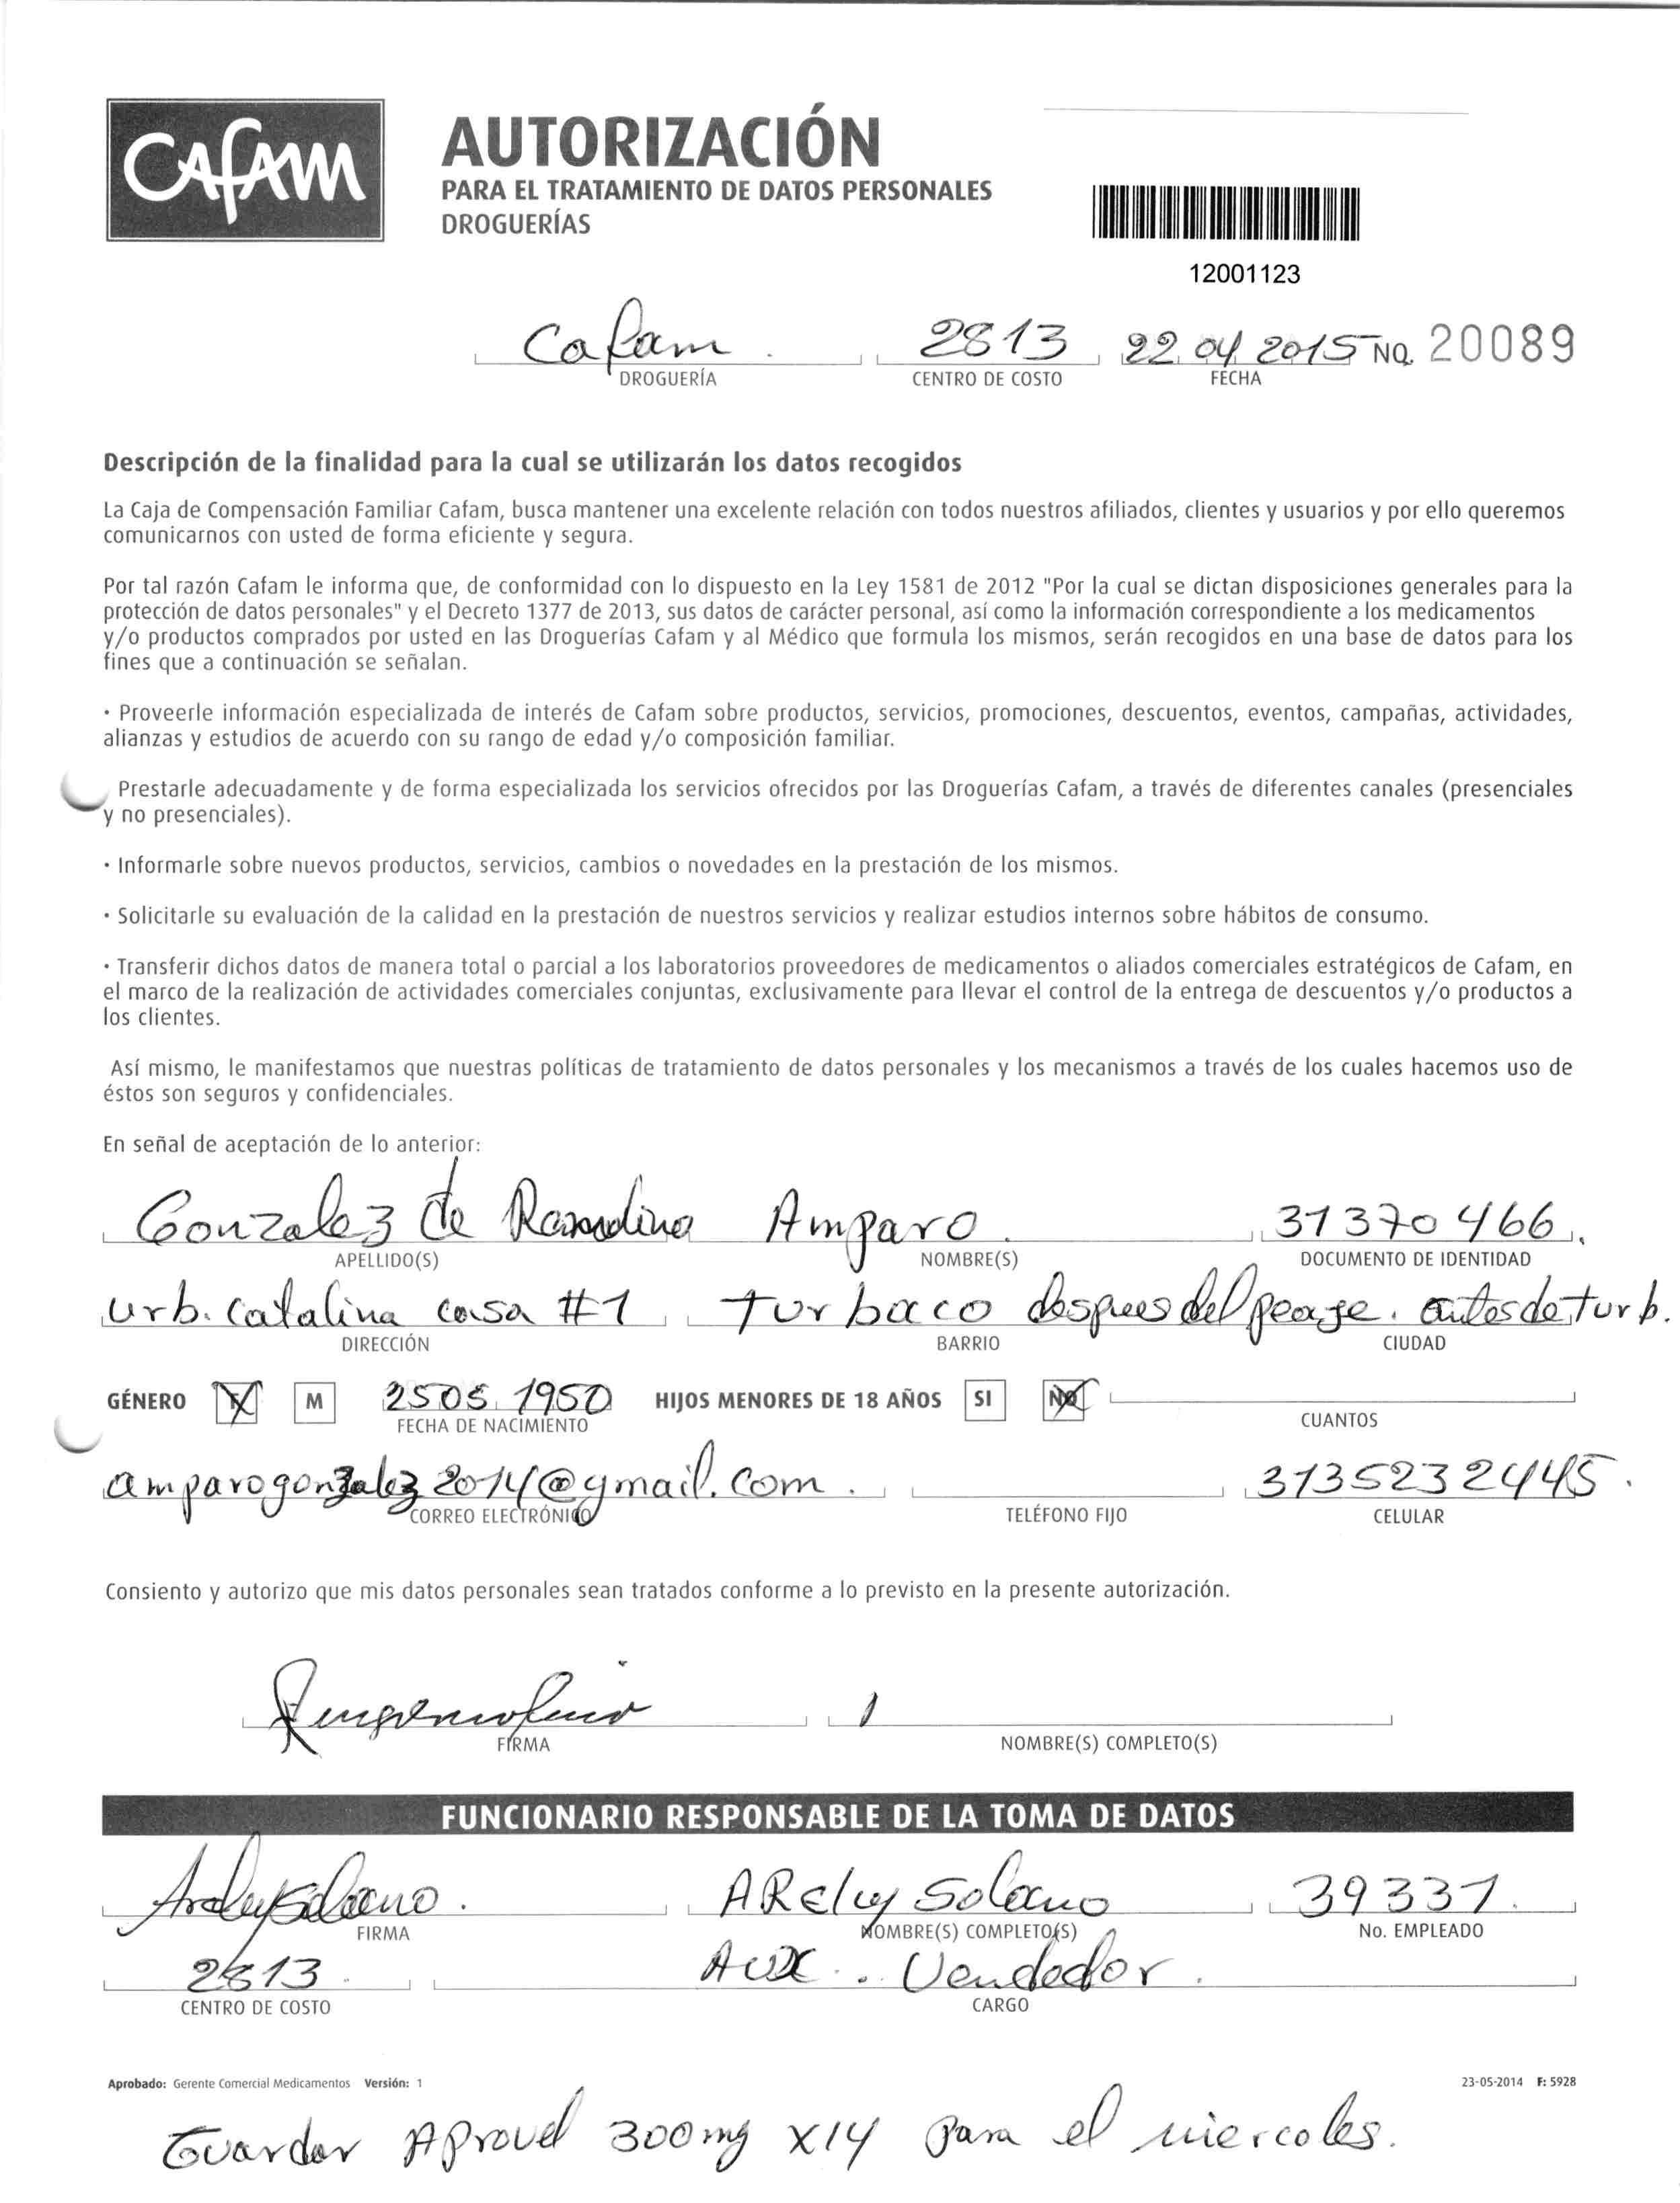 Cafam
AUTORIZACIÓN
PARA EL TRATAMIENTO DE DATOS PERSONALES
DROGUERÍAS
12001123
Cafam 2813 22 04 2015 No. 20089
DROGUERÍA CENTRO DE COSTO FECHA
Descripción de la finalidad para la cual se utilizarán los datos recogidos
La Caja de Compensación Familiar Cafam, busca mantener una excelente relación con todos nuestros afiliados, clientes y usuarios y por ello queremos
comunicarnos con usted de forma eficiente y segura.
Por tal razón Cafam le informa que, de conformidad con lo dispuesto en la Ley 1581 de 2012 "Por la cual se dictan disposiciones generales para la
protección de datos personales" y el Decreto 1377 de 2013, sus datos de carácter personal, así como la información correspondiente a los medicamentos
y/o productos comprados por usted en las Droguerías Cafam y al Médico que formula los mismos, serán recogidos en una base de datos para los
fines que a continuación se señalan.
· Proveerle información especializada de interés de Cafam sobre productos, servicios, promociones, descuentos, eventos, campañas, actividades,
alianzas y estudios de acuerdo con su rango de edad y/o composición familiar.
Prestarle adecuadamente y de forma especializada los servicios ofrecidos por las Droguerías Cafam, a través de diferentes canales (presenciales
y no presenciales).
· Informarle sobre nuevos productos, servicios, cambios o novedades en la prestación de los mismos.
· Solicitarle su evaluación de la calidad en la prestación de nuestros servicios y realizar estudios internos sobre hábitos de consumo.
· Transferir dichos datos de manera total o parcial a los laboratorios proveedores de medicamentos o aliados comerciales estratégicos de Cafam, en
el marco de la realización de actividades comerciales conjuntas, exclusivamente para llevar el control de la entrega de descuentos y/o productos a
los clientes.
Así mismo, le manifestamos que nuestras políticas de tratamiento de datos personales y los mecanismos a través de los cuales hacemos uso de
éstos son seguros y confidenciales.
En señal de aceptación de lo anterior:
Gonzalez de Amparo 31370466.
APELLIDO(S) NOMBRE(S) DOCUMENTO DE IDENTIDAD
urb. Catalina casa #1 Turbaco despues del peaje. antes de turb.
DIRECCIÓN BARRIO CIUDAD
GÉNERO F M 25 05 1950 HIJOS MENORES DE 18 AÑOS SI NO
FECHA DE NACIMIENTO CUANTOS
amparogonzalez2014@gmail.com. 3135232445.
CORREO ELECTRÓNICO TELÉFONO FIJO CELULAR
Consiento y autorizo que mis datos personales sean tratados conforme a lo previsto en la presente autorización.
FIRMA NOMBRE(S) COMPLETO(S)
FUNCIONARIO RESPONSABLE DE LA TOMA DE DATOS
Arelys Solano. ARelys Solano 39331.
FIRMA NOMBRE(S) COMPLETO(S) No. EMPLEADO
2813 Aux. Vendedor.
CENTRO DE COSTO CARGO
Aprobado: Gerente Comercial Medicamentos Versión: 1 23-05-2014 F: 5928
Guardar Aprovel 300mg x14 para el miercoles.